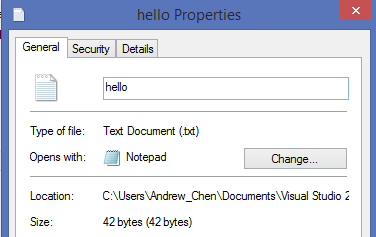 hello Properties
General Security Details
hello
Type of file: Text Document (.txt)
Opens with: Notepad Change...
Location: C:\Users\Andrew_Chen\Documents\Visual Studio 2
Size: 42 bytes (42 bytes)